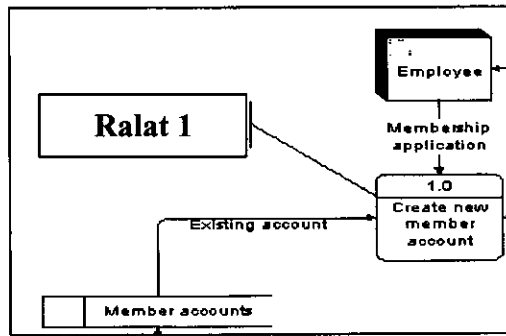 Employee
Ralat 1
Membership
application
1.0
Create new
member
account
Existing account
Member accounts